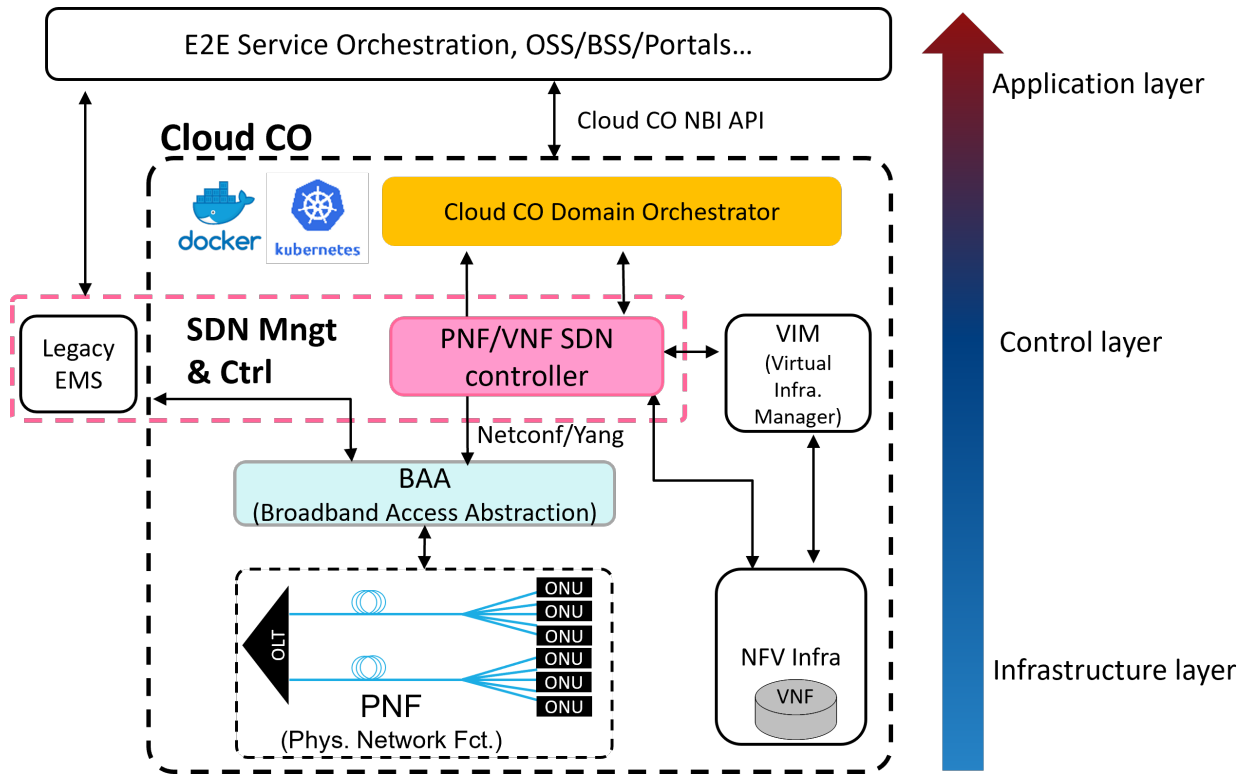 E2E Service Orchestration, OSS/BSS/Portals...
Application layer
Cloud CO NBI API
Cloud CO
docker
kubernetes
Cloud CO Domain Orchestrator
Legacy
EMS
SDN Mngt
& Ctrl
PNF/VNF SDN
controller
VIM
(Virtual
Infra.
Manager)
Control layer
Netconf/Yang
BAA
(Broadband Access Abstraction)
OLT
ONU
ONU
ONU
ONU
ONU
ONU
PNF
(Phys. Network Fct.)
NFV Infra
VNF
Infrastructure layer